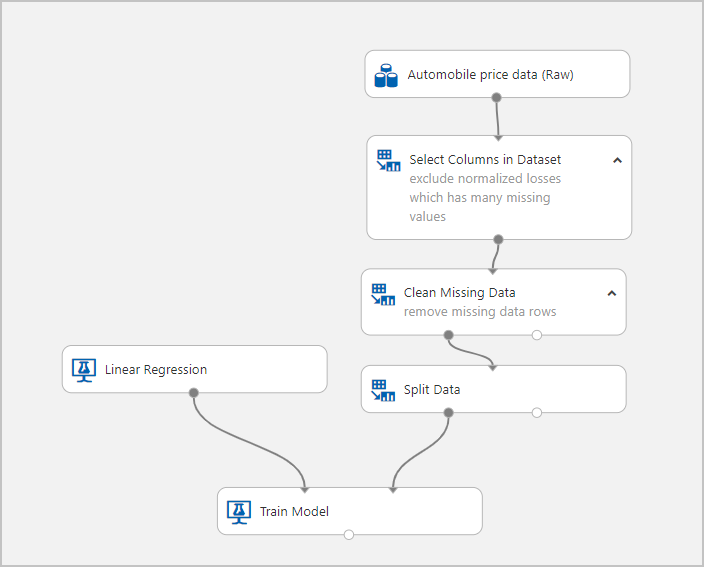 Automobile price data (Raw)
Select Columns in Dataset
exclude normalized losses
which has many missing
values
Clean Missing Data
remove missing data rows
Linear Regression
Split Data
Train Model